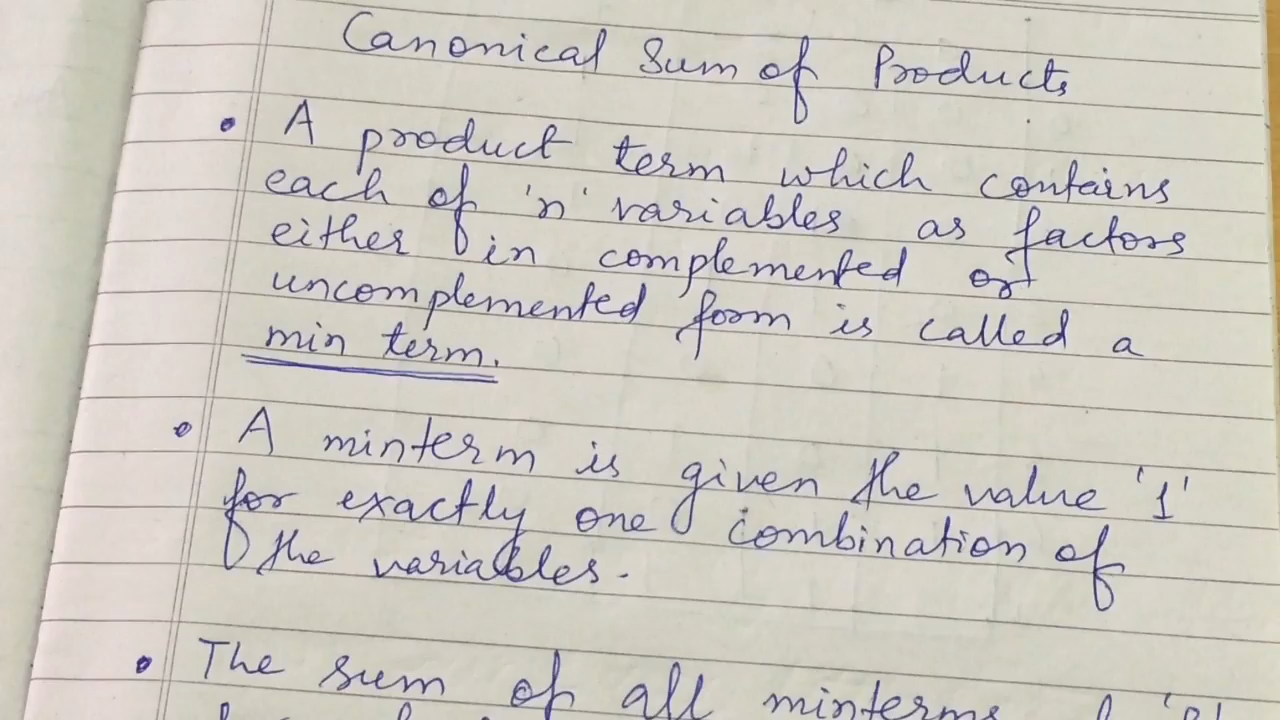 Canonical Sum of Products
• A product term which contains
each of 'n' variables as factors
either in complemented or
uncomplemented form is called a
min term.
• A minterm is given the value '1'
for exactly one combination of
the variables.
• The sum of all minterms